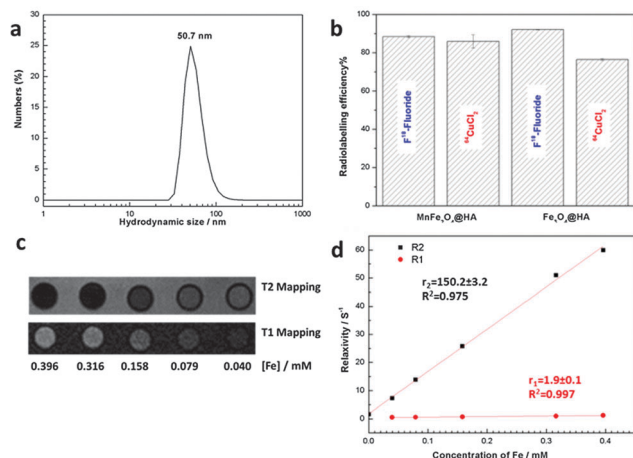 a
Numbers (%)
30
25
20
15
10
5
0
50.7 nm
1
10
100
1000
Hydrodynamic size / nm
b
Radiolabelling efficiency%
100
80
60
40
20
0
F¹⁸-Fluoride
⁶⁴CuCl₂
F¹⁸-Fluoride
⁶⁴CuCl₂
MnFe₂O₄@HA
Fe₃O₄@HA
c
T2 Mapping
T1 Mapping
0.396 0.316 0.158 0.079 0.040 [Fe] / mM
d
Relaxivity / S⁻¹
60
50
40
30
20
10
0
R2
R1
r₂=150.2±3.2
R²=0.975
r₁=1.9±0.1
R²=0.997
0.0
0.1
0.2
0.3
0.4
Concentration of Fe / mM